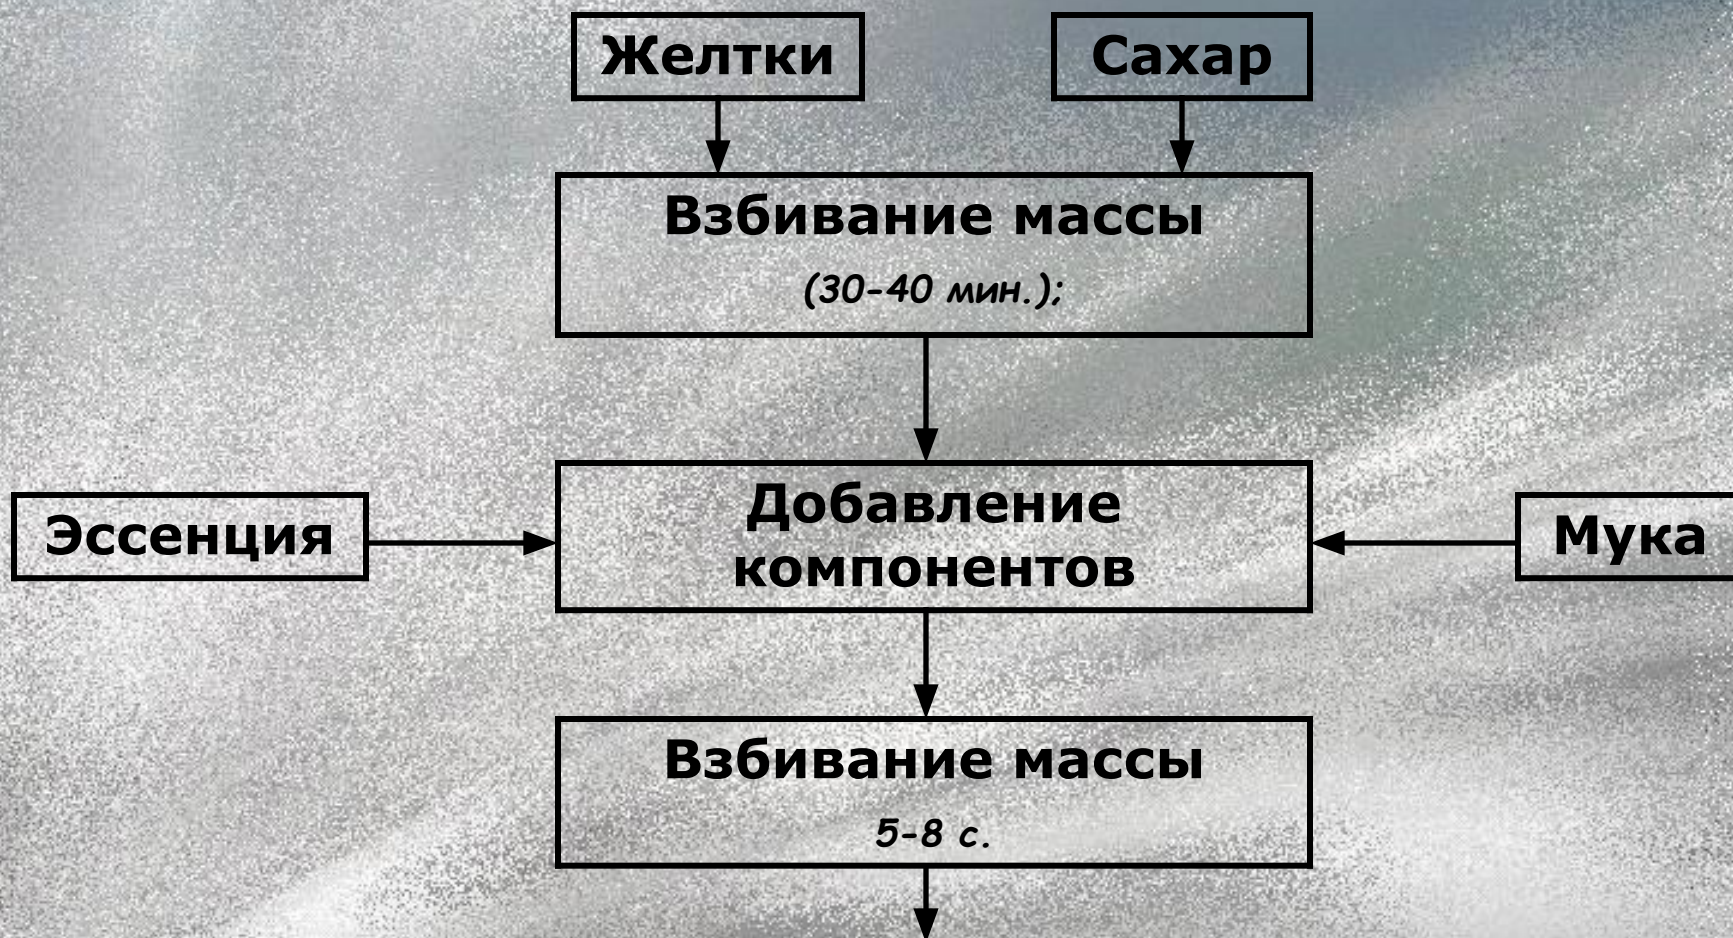 Желтки
Сахар
Взбивание массы
(30-40 мин.);
Эссенция
Добавление
компонентов
Мука
Взбивание массы
5-8 с.